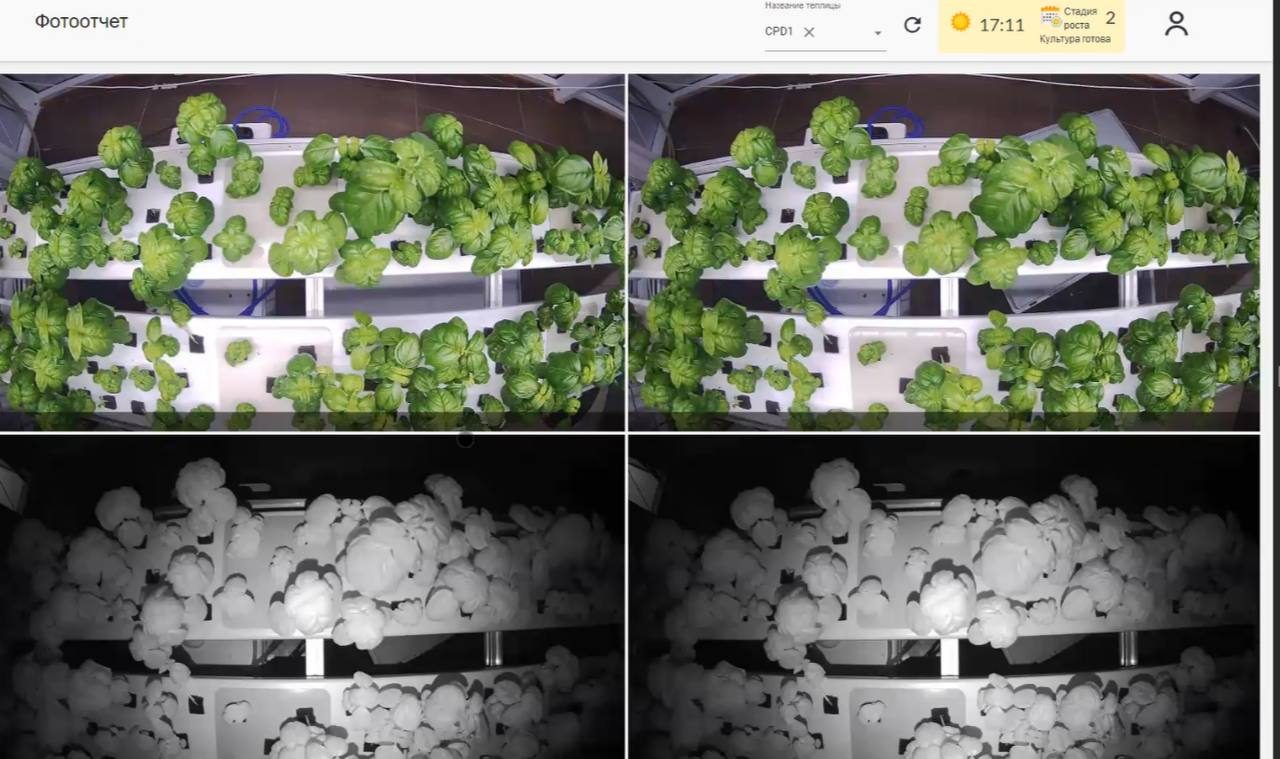 Фотоотчет
Название теплицы
CPD1
17:11
Стадия
роста
2
Культура готова